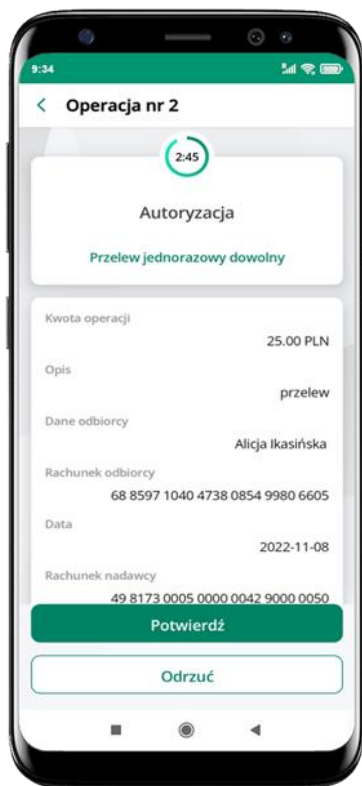 9:34
Operacja nr 2
2:45
Autoryzacja
Przelew jednorazowy dowolny
Kwota operacji
25.00 PLN
Opis
przelew
Dane odbiorcy
Alicja Ikasińska
Rachunek odbiorcy
68 8597 1040 4738 0854 9980 6605
Data
2022-11-08
Rachunek nadawcy
49 8173 0005 0000 0042 9000 0050
Potwierdź
Odrzuć